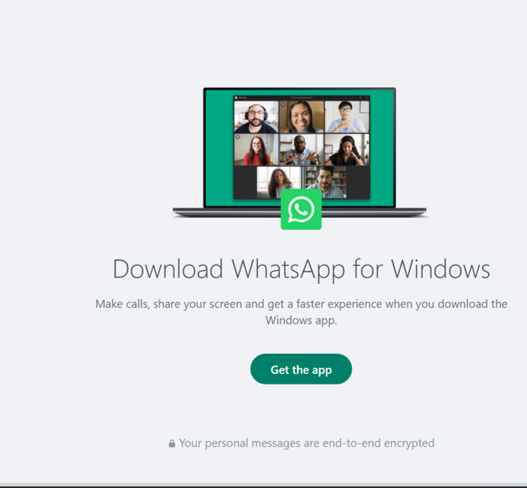 Download WhatsApp for Windows
Make calls, share your screen and get a faster experience when you download the
Windows app.
Get the app
Your personal messages are end-to-end encrypted